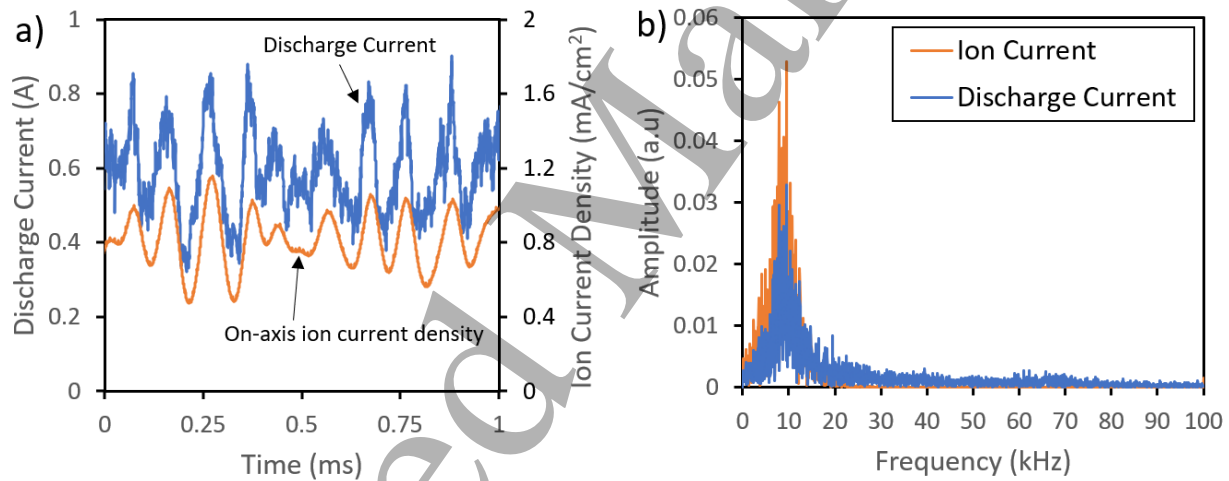 a)
Discharge Current (A)
1
0.8
0.6
0.4
0.2
0
0
0.25
0.5
0.75
1
Time (ms)
2
1.6
1.2
0.8
0.4
0
Ion Current Density (mA/cm²)
Discharge Current
On-axis ion current density
b)
Amplitude (a.u)
0.06
0.05
0.04
0.03
0.02
0.01
0
0
10
20
30
40
50
60
70
80
90
100
Frequency (kHz)
Ion Current
Discharge Current
ed Ma